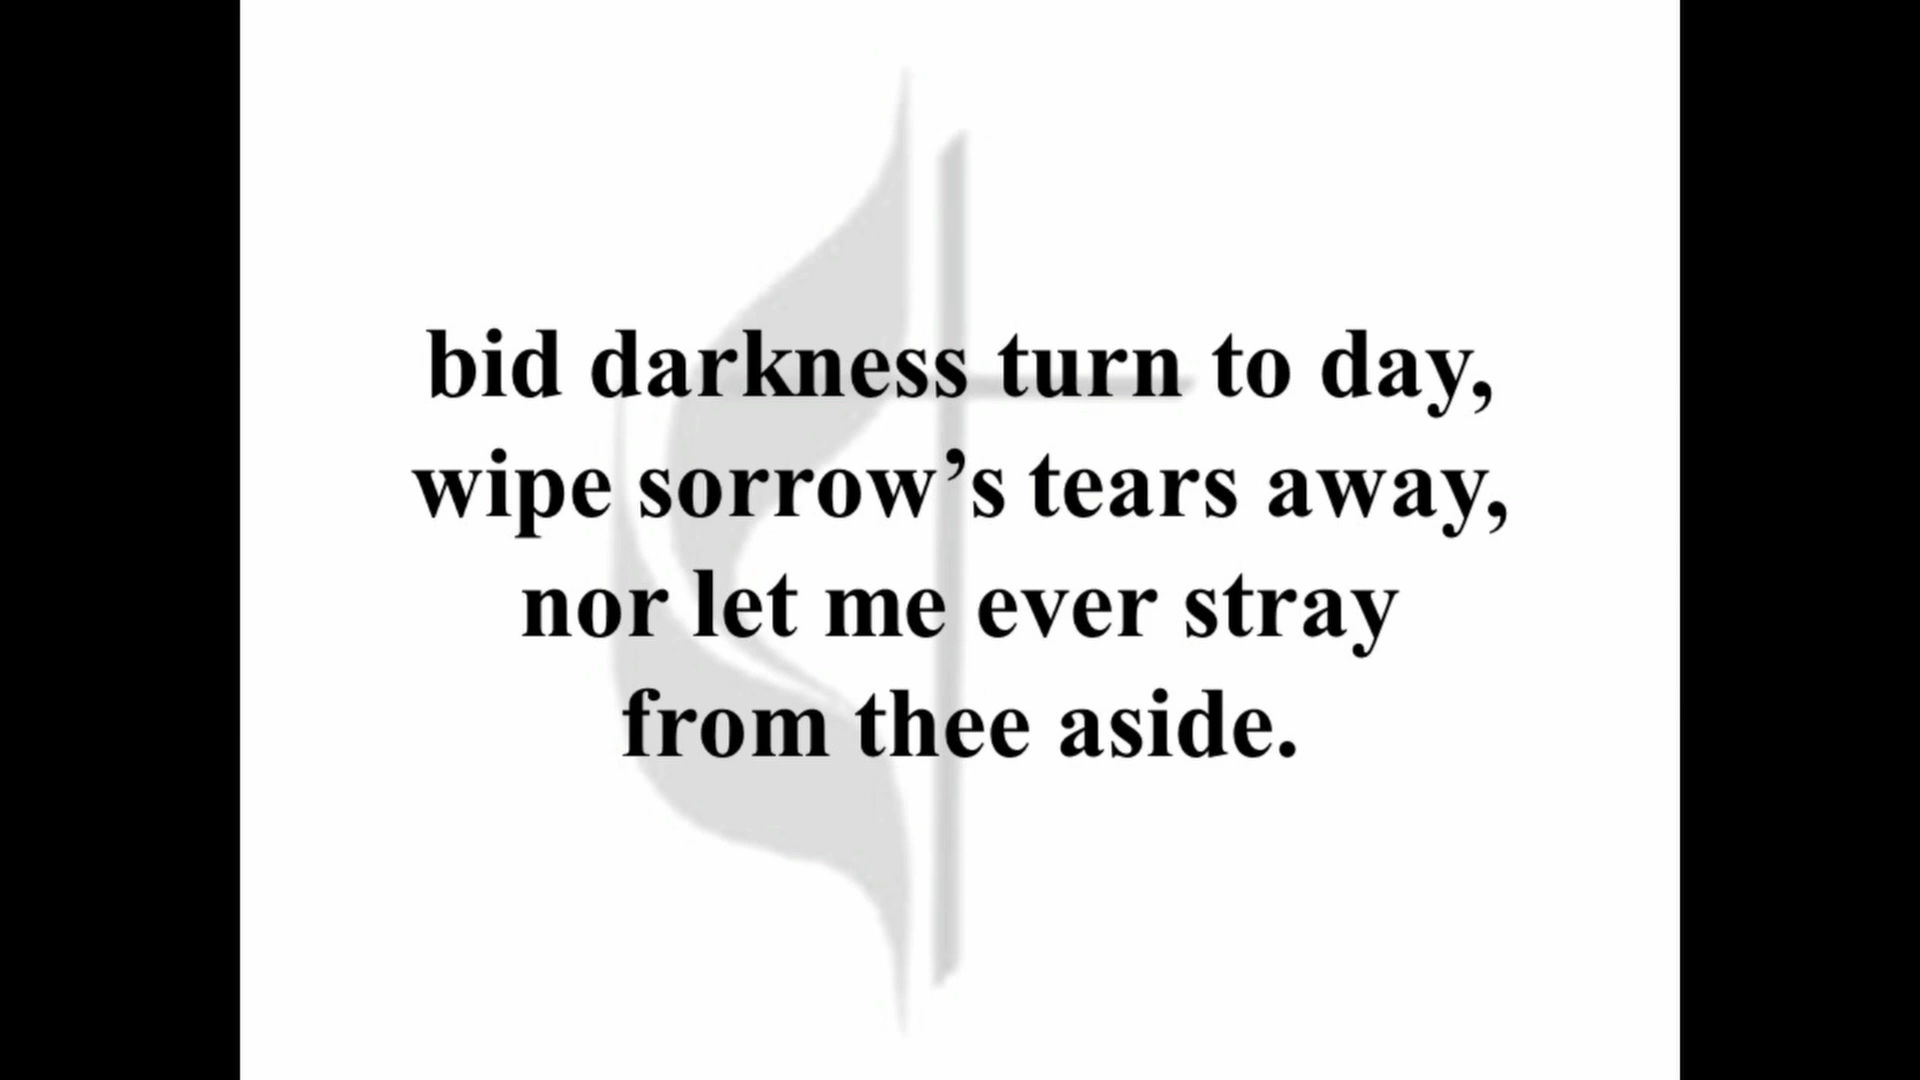 bid darkness turn to day,
wipe sorrow’s tears away,
nor let me ever stray
from thee aside.